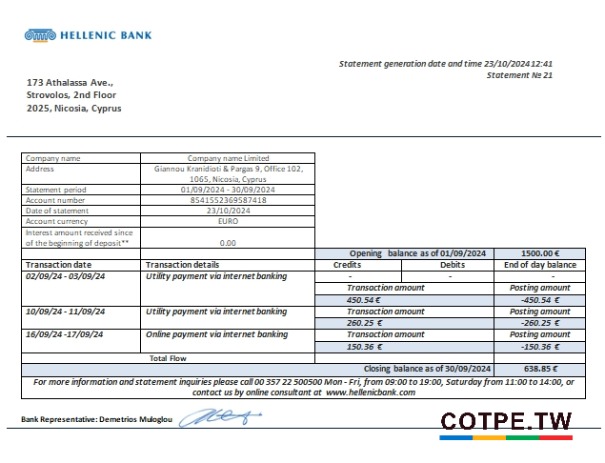 HELLENIC BANK
Statement generation date and time 23/10/2024 12:41
Statement № 21
173 Athalassa Ave.,
Strovolos, 2nd Floor
2025, Nicosia, Cyprus
Company name Company name Limited
Address Giannou Kranidioti & Pargas 9, Office 102,
1065, Nicosia, Cyprus
Statement period 01/09/2024 - 30/09/2024
Account number 8541552369587418
Date of statement 23/10/2024
Account currency EURO
Interest amount received since
of the beginning of deposit** 0.00
Opening balance as of 01/09/2024 1500.00 €
Transaction date Transaction details Credits Debits End of day balance
02/09/24 - 03/09/24 Utility payment via internet banking - - -
Transaction amount Posting amount
450.54 € -450.54 €
10/09/24 - 11/09/24 Utility payment via internet banking Transaction amount Posting amount
260.25 € -260.25 €
16/09/24 -17/09/24 Online payment via internet banking Transaction amount Posting amount
150.36 € -150.36 €
Total Flow
Closing balance as of 30/09/2024 638.85 €
For more information and statement inquiries please call 00 357 22 500500 Mon - Fri, from 09:00 to 19:00, Saturday from 11:00 to 14:00, or
contact us by online consultant at www.hellenicbank.com
Bank Representative: Demetrios Muloglou
COTPE.TW